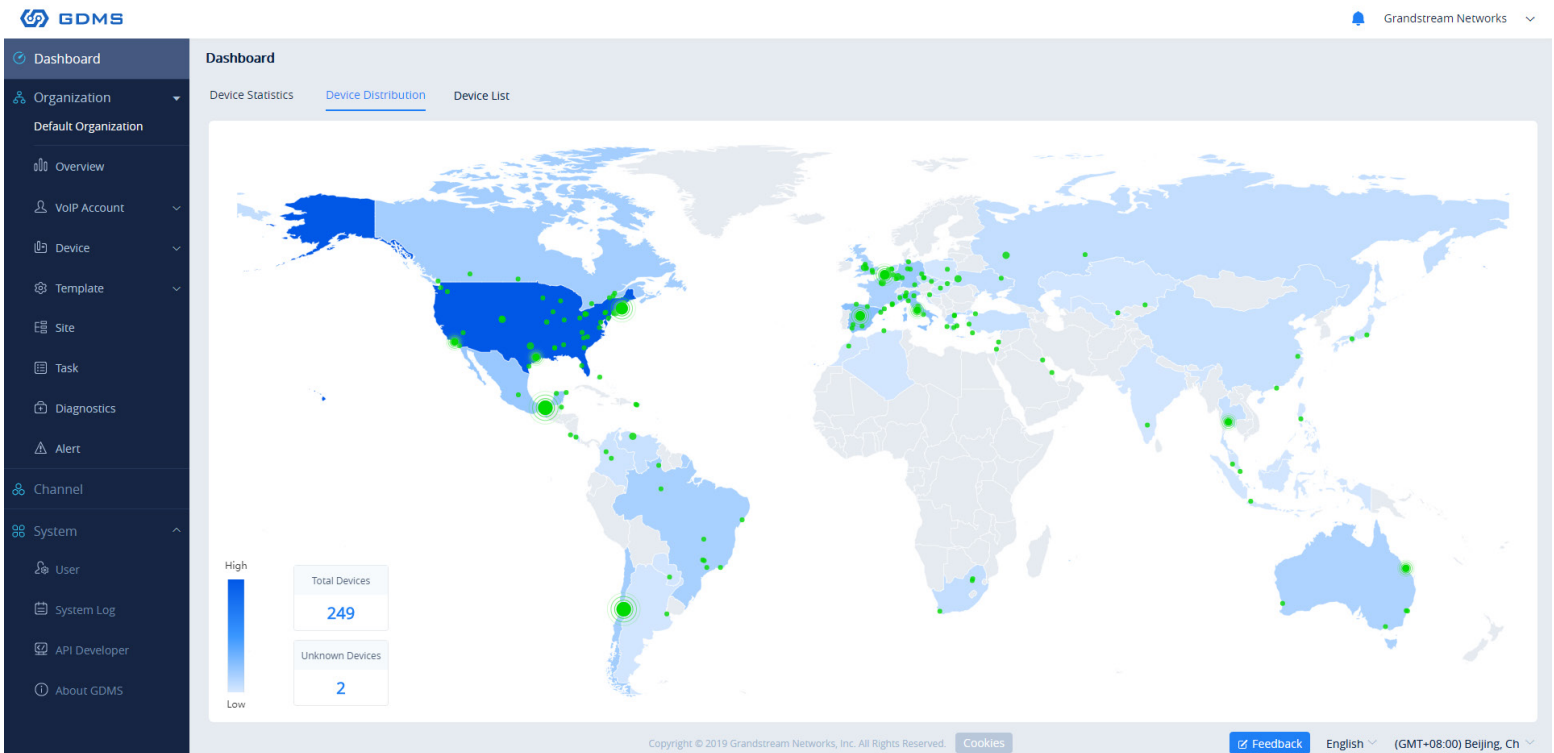 GDMS
Grandstream Networks
Dashboard
Organization
Default Organization
Overview
VoIP Account
Device
Template
Site
Task
Diagnostics
Alert
Channel
System
User
System Log
API Developer
About GDMS
Dashboard
Device Statistics Device Distribution Device List
High
Low
Total Devices
249
Unknown Devices
2
Copyright © 2019 Grandstream Networks, Inc. All Rights Reserved. Cookies
Feedback English (GMT+08:00) Beijing, Ch